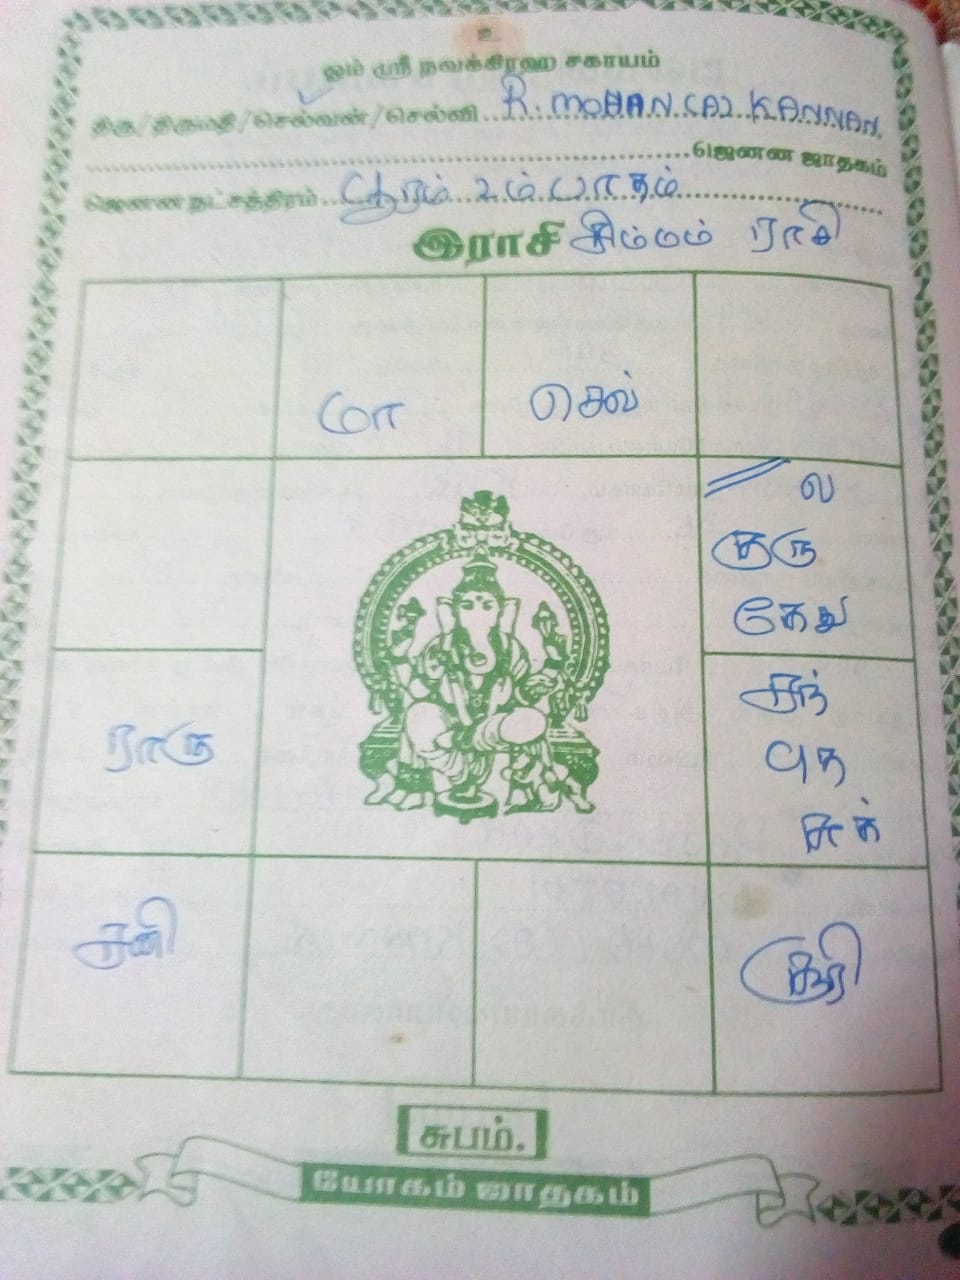 உ
ஓம் ஸ்ரீ நவக்கிரஹ சகாயம்
திரு/திருமதி/செல்வன்/செல்வி R. MOHAN (A) KANNAN.
ஜெனன ஜாதகம்
ஜெனன நட்சத்திரம் பூரம் 2ம் பாதம்
இராசி சிம்மம் ராசி
மா செவ்
ல
குரு
கேது
சந்
புத
சுக்
ராகு
சனி சூரி
சுபம்.
யோகம் ஜாதகம்